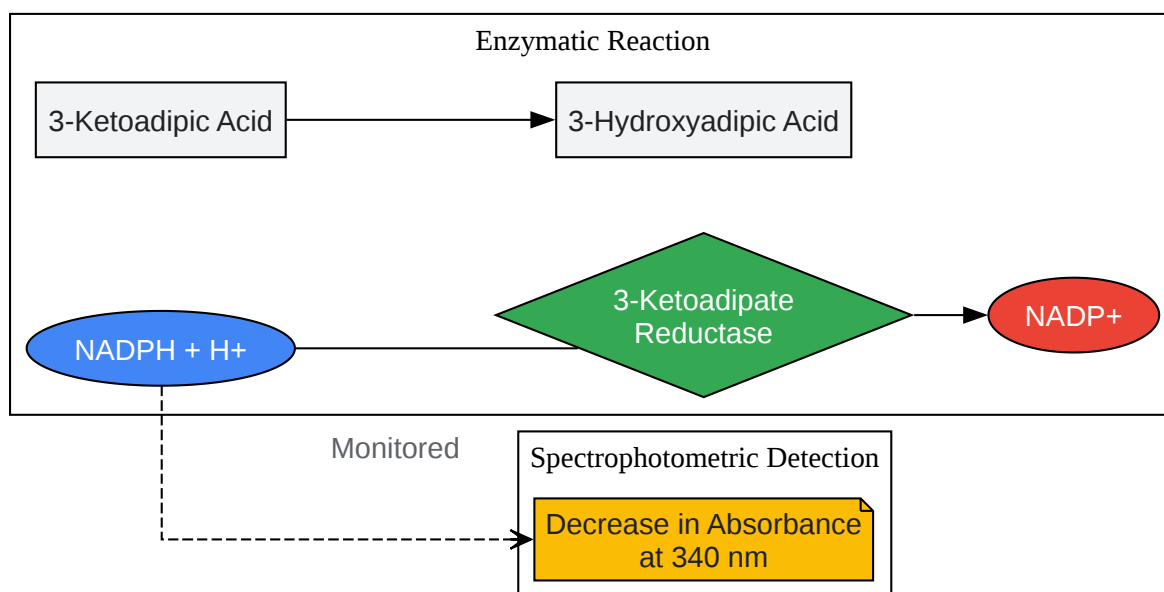 Enzymatic Reaction
3-Ketoadipic Acid
3-Hydroxyadipic Acid
3-Ketoadipate
Reductase
NADP+
NADPH + H+
Monitored
Spectrophotometric Detection
Decrease in Absorbance
at 340 nm